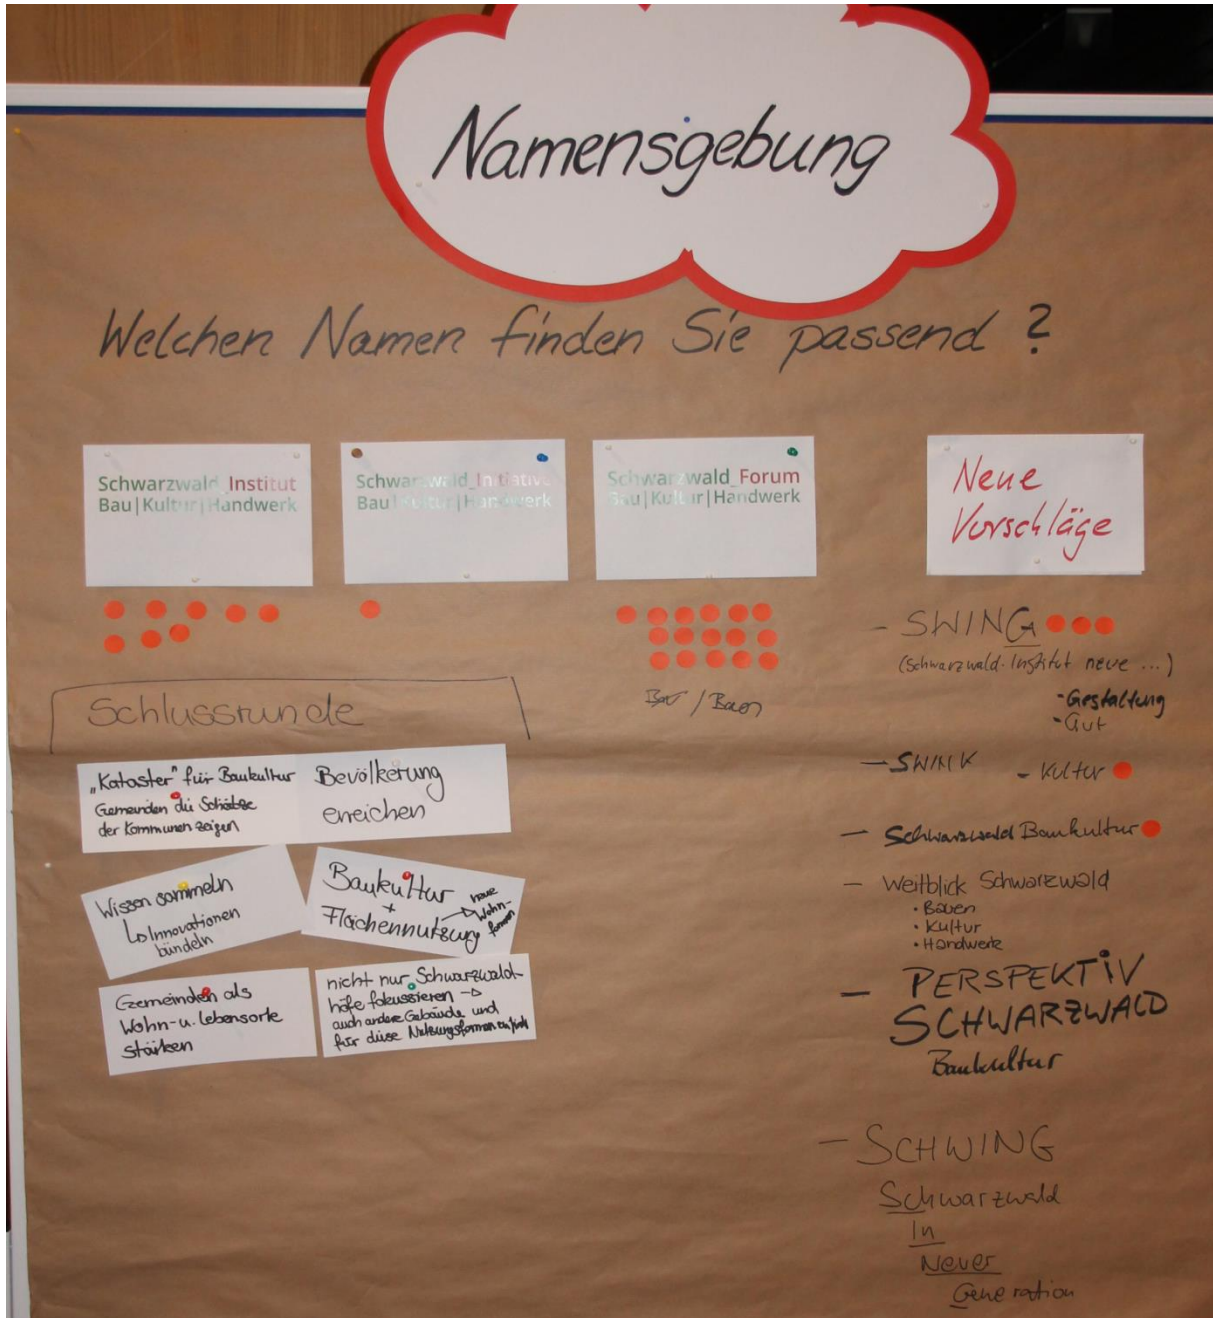 Namensgebung
Welchen Namen finden Sie passend ?
Schwarzwald_Institut
Bau|Kultur|Handwerk
Schwarzwald_Initiative
Bau|Kultur|Handwerk
Schwarzwald_Forum
Bau|Kultur|Handwerk
Neue
Vorschläge
Bau / Bauen
- SWING
(Schwarzwald-Institut neue ...)
- Gestaltung
- Gut
- SWINK - Kultur
- Schwarzwald Baukultur
- Weitblick Schwarzwald
• Bauen
• Kultur
• Handwerk
- PERSPEKTIV
SCHWARZWALD
Baukultur
- SCHWING
Schwarzwald
In
Neuer
Generation
Schlussrunde
„Kataster" für Baukultur
Gemeinden die Schätze
der Kommunen zeigen
Bevölkerung
erreichen
Wissen sammeln
↳ Innovationen
bündeln
Baukultur
+
Flächennutzung → neue
Wohn-
formen
Gemeinden als
Wohn- u. Lebensorte
stärken
nicht nur Schwarzwald-
höfe fokussieren →
auch andere Gebäude und
für diese Nutzungsformen